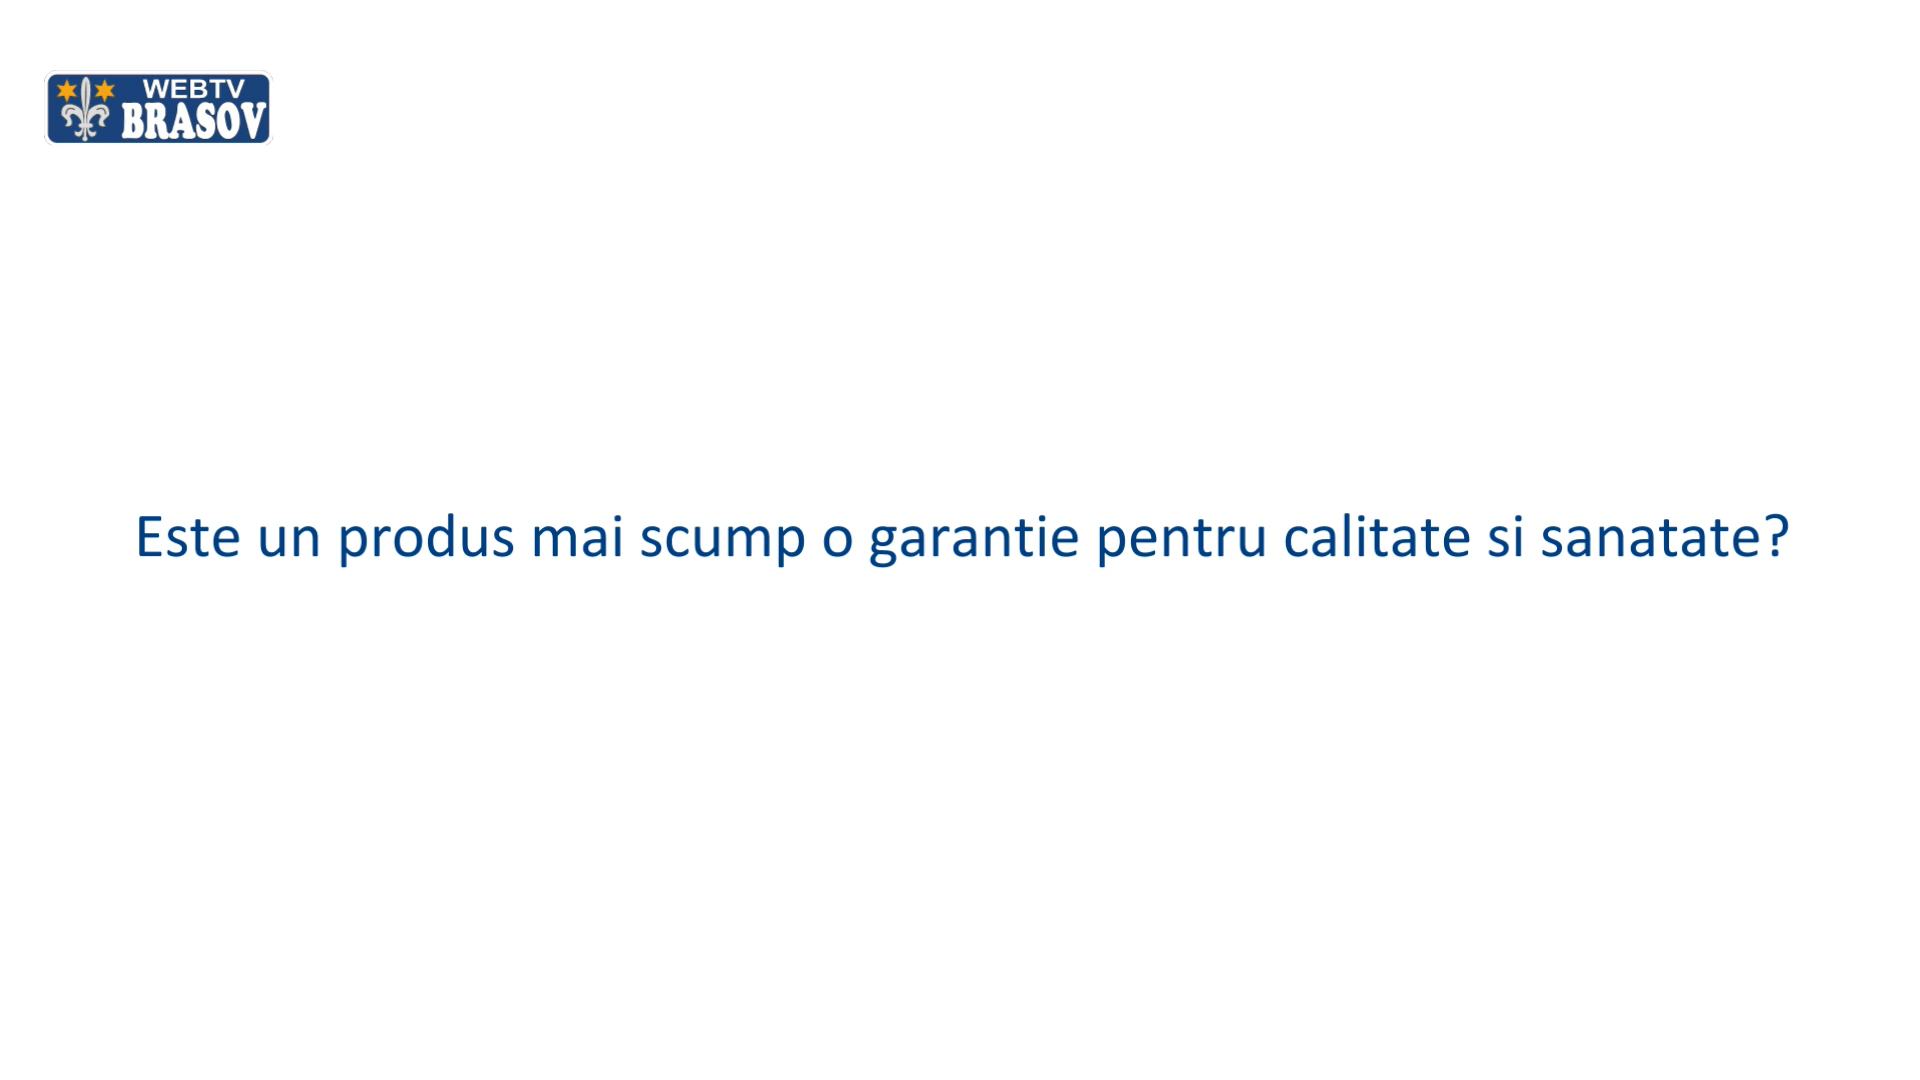 WEBTV
BRASOV
Este un produs mai scump o garantie pentru calitate si sanatate?